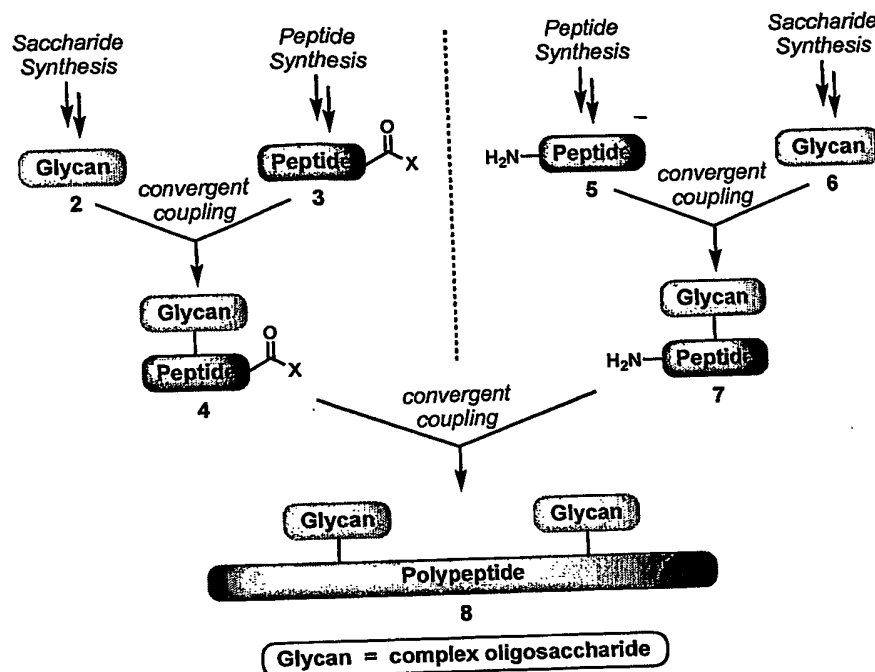 Saccharide
Synthesis
Peptide
Synthesis
Peptide
Synthesis
Saccharide
Synthesis
Glycan
2
Peptide
O
X
3
convergent
coupling
H₂N
Peptide
5
Glycan
6
convergent
coupling
Glycan
Peptide
O
X
4
Glycan
H₂N
Peptide
7
convergent
coupling
Glycan
Glycan
Polypeptide
8
Glycan = complex oligosaccharide